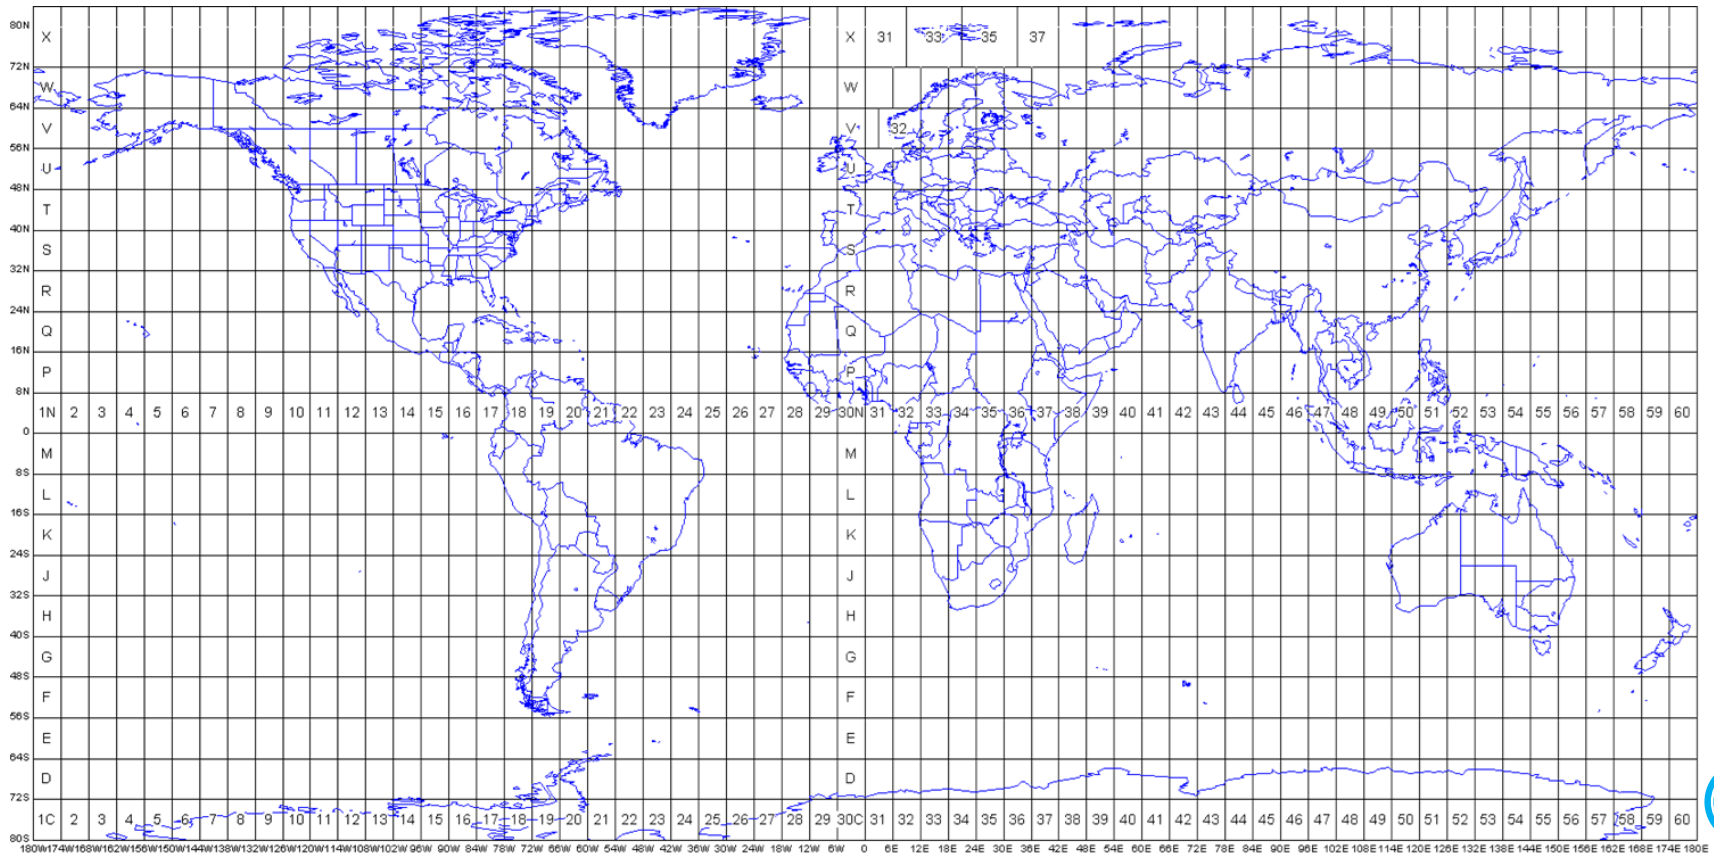 80N
X X 31 33 35 37
72N
W W
64N
V V 32
56N
U U
48N
T T
40N
S S
32N
R R
24N
Q Q
16N
P P
8N
1N 2 3 4 5 6 7 8 9 10 11 12 13 14 15 16 17 18 19 20 21 22 23 24 25 26 27 28 29 30N 31 32 33 34 35 36 37 38 39 40 41 42 43 44 45 46 47 48 49 50 51 52 53 54 55 56 57 58 59 60
0
M M
8S
L L
16S
K K
24S
J J
32S
H H
40S
G G
48S
F F
56S
E E
64S
D D
72S
1C 2 3 4 5 6 7 8 9 10 11 12 13 14 15 16 17 18 19 20 21 22 23 24 25 26 27 28 29 30C 31 32 33 34 35 36 37 38 39 40 41 42 43 44 45 46 47 48 49 50 51 52 53 54 55 56 57 58 59 60
80S
180W 174W 168W 162W 156W 150W 144W 138W 132W 126W 120W 114W 108W 102W 96W 90W 84W 78W 72W 66W 60W 54W 48W 42W 36W 30W 24W 18W 12W 6W 0 6E 12E 18E 24E 30E 36E 42E 48E 54E 60E 66E 72E 78E 84E 90E 96E 102E 108E 114E 120E 126E 132E 138E 144E 150E 156E 162E 168E 174E 180E